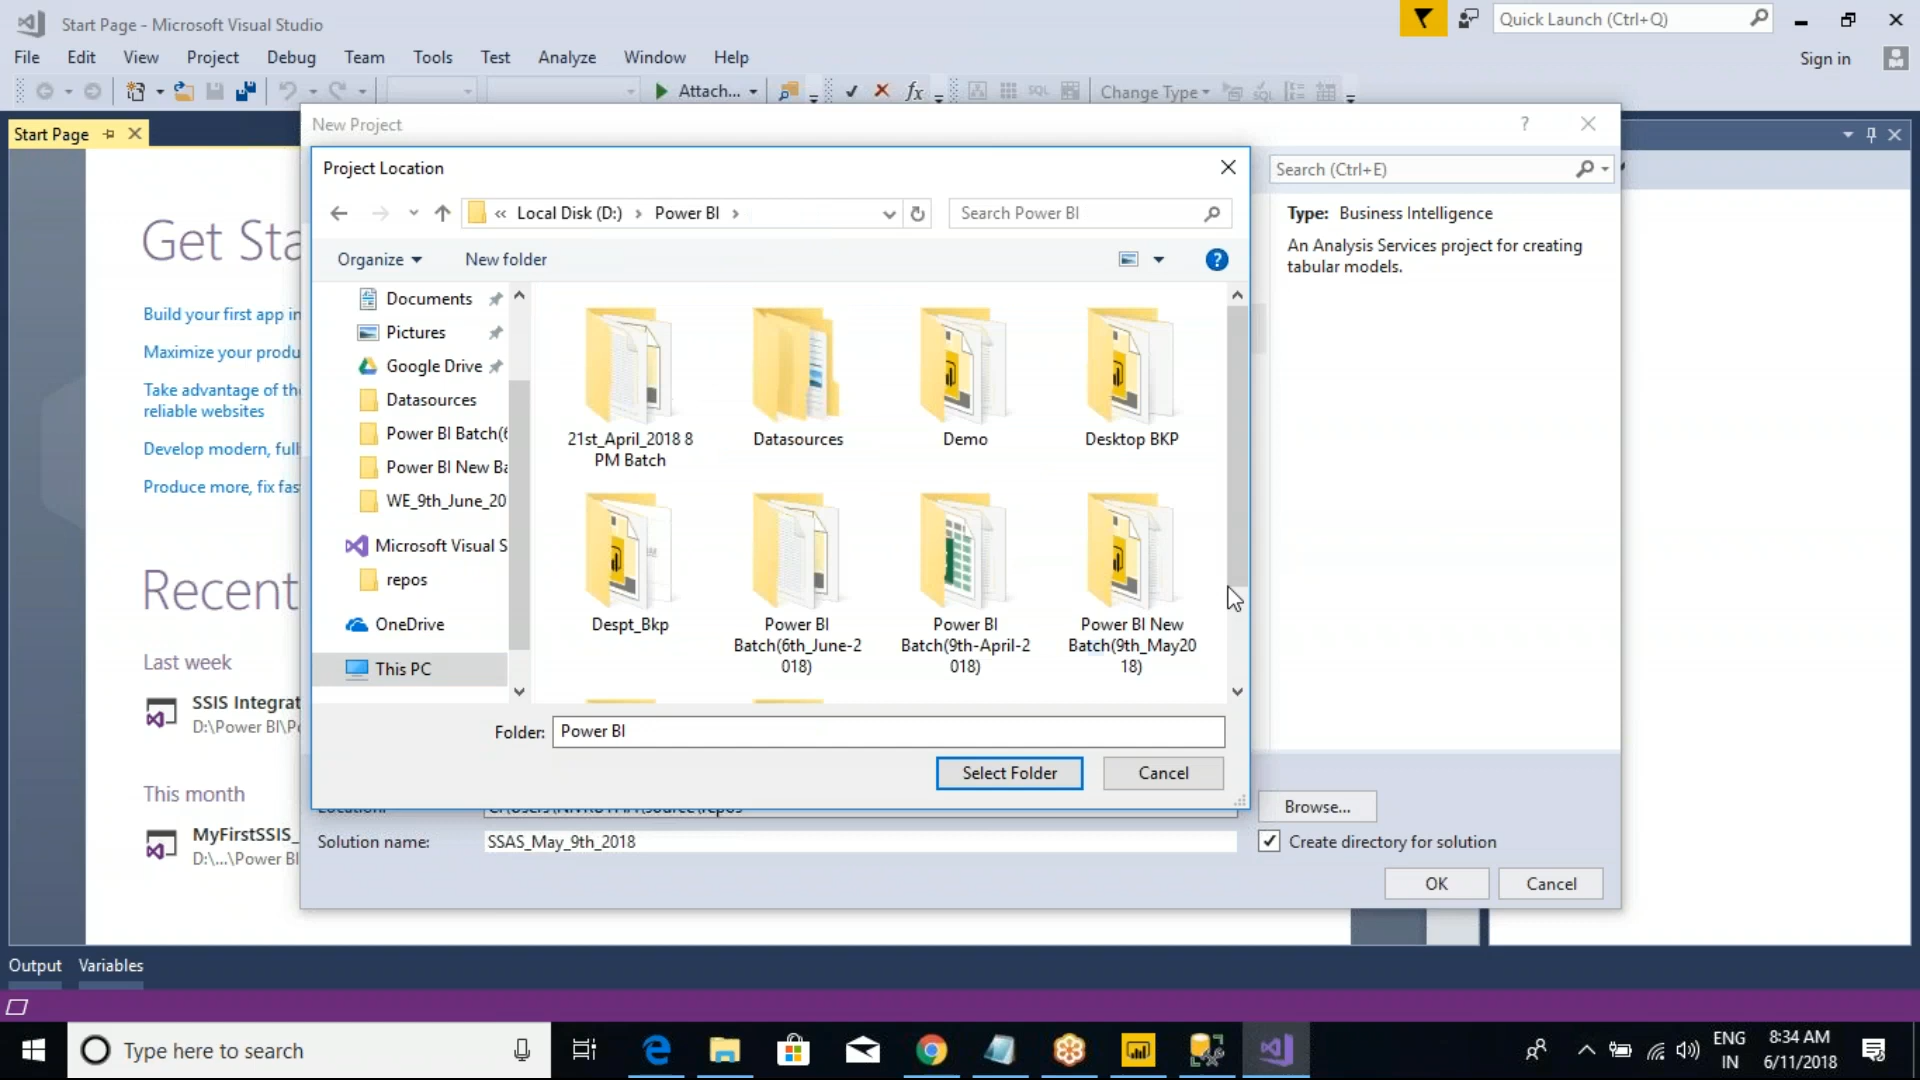 Start Page - Microsoft Visual Studio
Quick Launch (Ctrl+Q)
File Edit View Project Debug Team Tools Test Analyze Window Help
Sign in
Attach...
fx
SQL
Change Type
Start Page
New Project
?
Project Location
Search (Ctrl+E)
« Local Disk (D:) › Power BI ›
Search Power BI
Type: Business Intelligence
An Analysis Services project for creating
tabular models.
Organize
New folder
?
Get Sta
Build your first app in
Maximize your produ
Take advantage of the
reliable websites
Develop modern, full
Produce more, fix fas
Recent
Last week
SSIS Integrat
D:\Power BI\Po
This month
MyFirstSSIS_
D:\...\Power BI
Documents
Pictures
Google Drive
Datasources
Power BI Batch(6
Power BI New Ba
WE_9th_June_20
Microsoft Visual S
repos
OneDrive
This PC
21st_April_2018 8
PM Batch
Datasources
Demo
Desktop BKP
Despt_Bkp
Power BI
Batch(6th_June-2
018)
Power BI
Batch(9th-April-2
018)
Power BI New
Batch(9th_May20
18)
Folder:
Power BI
Select Folder
Cancel
Browse...
Solution name:
SSAS_May_9th_2018
Create directory for solution
OK
Cancel
Output Variables
Type here to search
ENG
IN
8:34 AM
6/11/2018